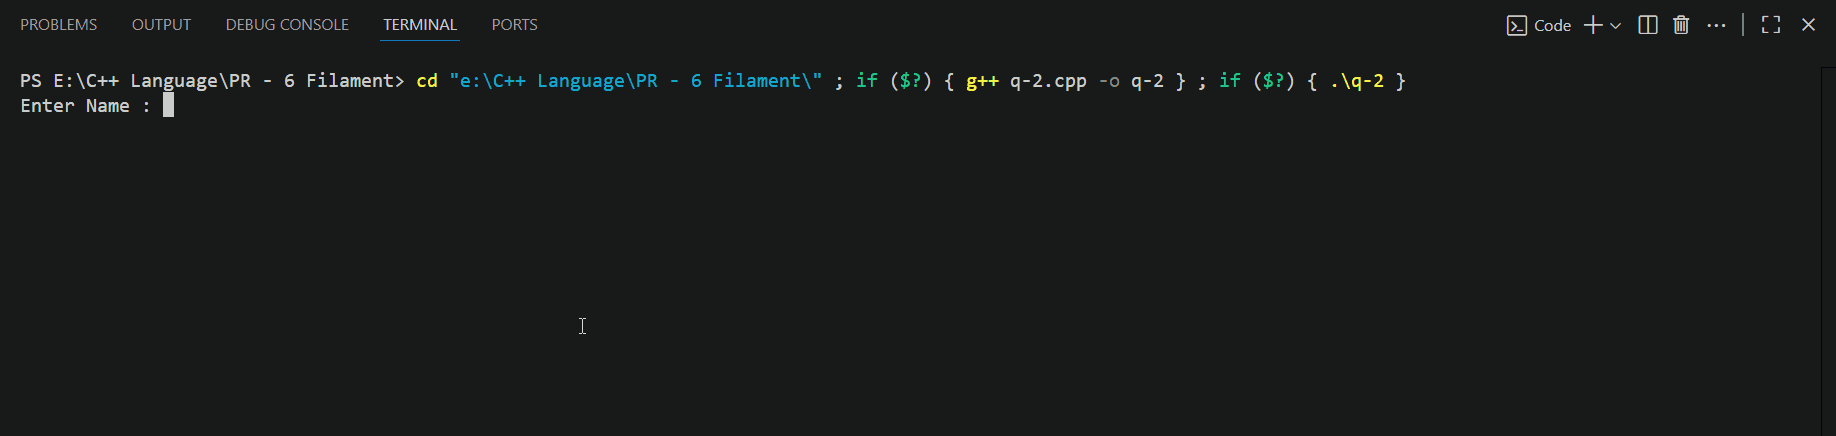 PROBLEMS OUTPUT DEBUG CONSOLE TERMINAL PORTS Code
PS E:\C++ Language\PR - 6 Filament> cd "e:\C++ Language\PR - 6 Filament\" ; if ($?) { g++ q-2.cpp -o q-2 } ; if ($?) { .\q-2 }
Enter Name :